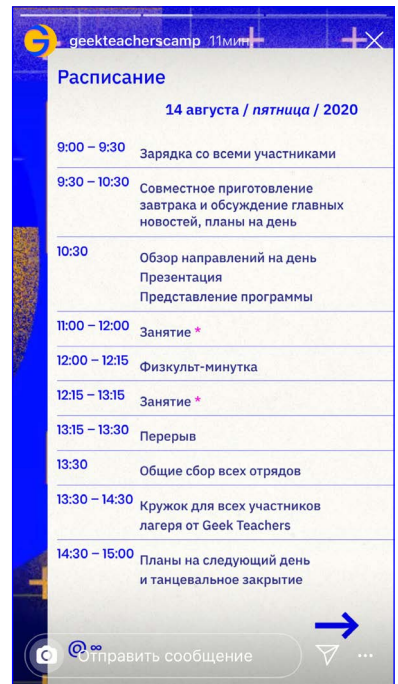 geekteacherscamp 11мин
Расписание
14 августа / пятница / 2020
9:00 – 9:30 Зарядка со всеми участниками
9:30 – 10:30 Совместное приготовление
завтрака и обсуждение главных
новостей, планы на день
10:30 Обзор направлений на день
Презентация
Представление программы
11:00 – 12:00 Занятие *
12:00 – 12:15 Физкульт-минутка
12:15 – 13:15 Занятие *
13:15 – 13:30 Перерыв
13:30 Общие сбор всех отрядов
13:30 – 14:30 Кружок для всех участников
лагеря от Geek Teachers
14:30 – 15:00 Планы на следующий день
и танцевальное закрытие
@ ∞
Отправить сообщение